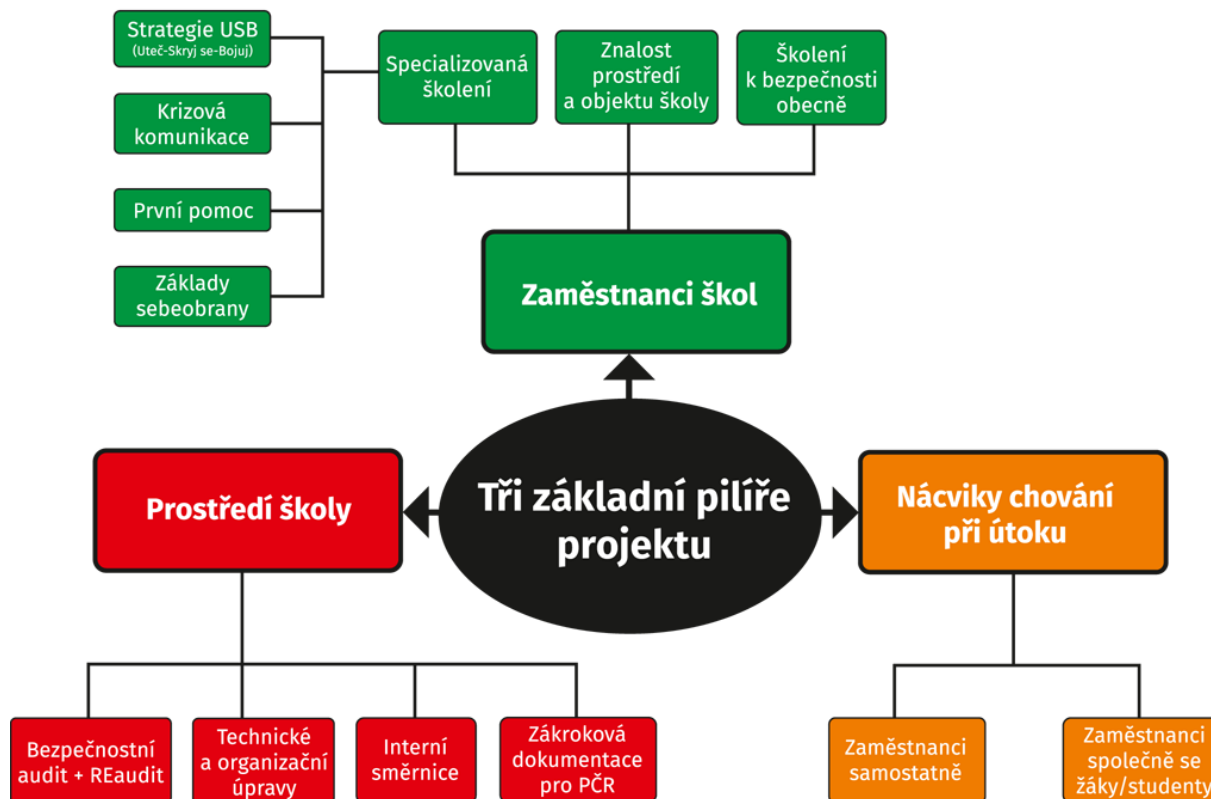 Strategie USB
(Uteč-Skryj se-Bojuj)
Krizová
komunikace
První pomoc
Základy
sebeobrany
Specializovaná
školení
Znalost
prostředí
a objektu školy
Školení
k bezpečnosti
obecně
Zaměstnanci škol
Tři základní pilíře
projektu
Prostředí školy
Nácviky chování
při útoku
Bezpečnostní
audit + REaudit
Technické
a organizační
úpravy
Interní
směrnice
Zákroková
dokumentace
pro PČR
Zaměstnanci
samostatně
Zaměstnanci
společně se
žáky/studenty